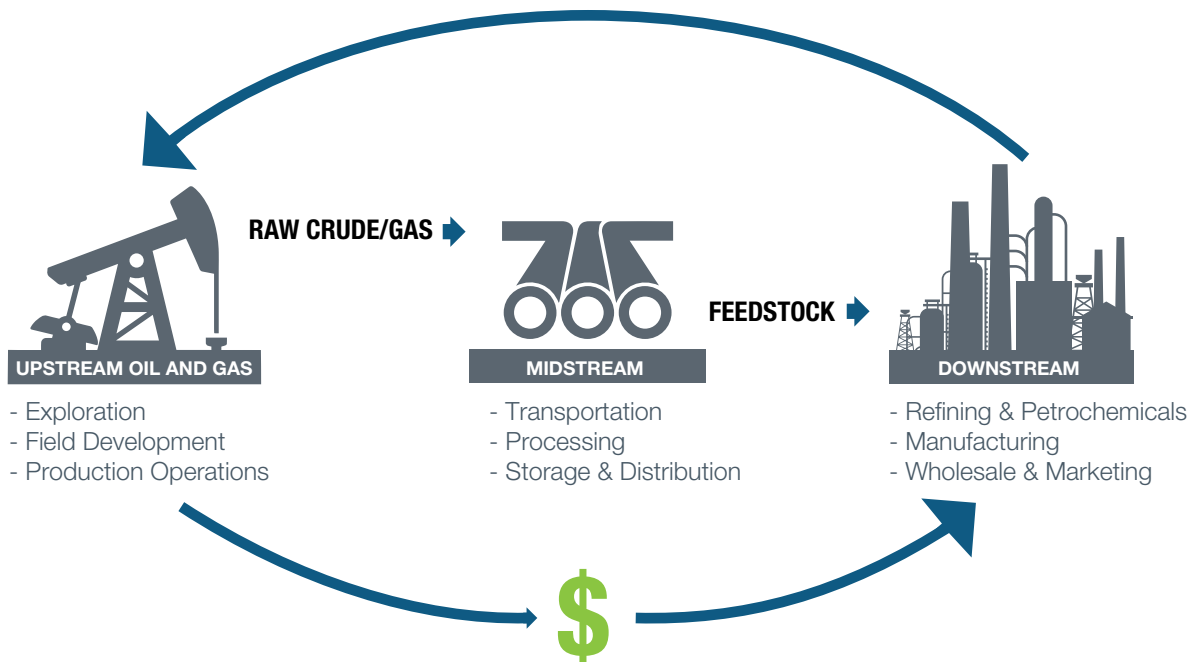 RAW CRUDE/GAS
FEEDSTOCK
UPSTREAM OIL AND GAS
- Exploration
- Field Development
- Production Operations
MIDSTREAM
- Transportation
- Processing
- Storage & Distribution
DOWNSTREAM
- Refining & Petrochemicals
- Manufacturing
- Wholesale & Marketing
$